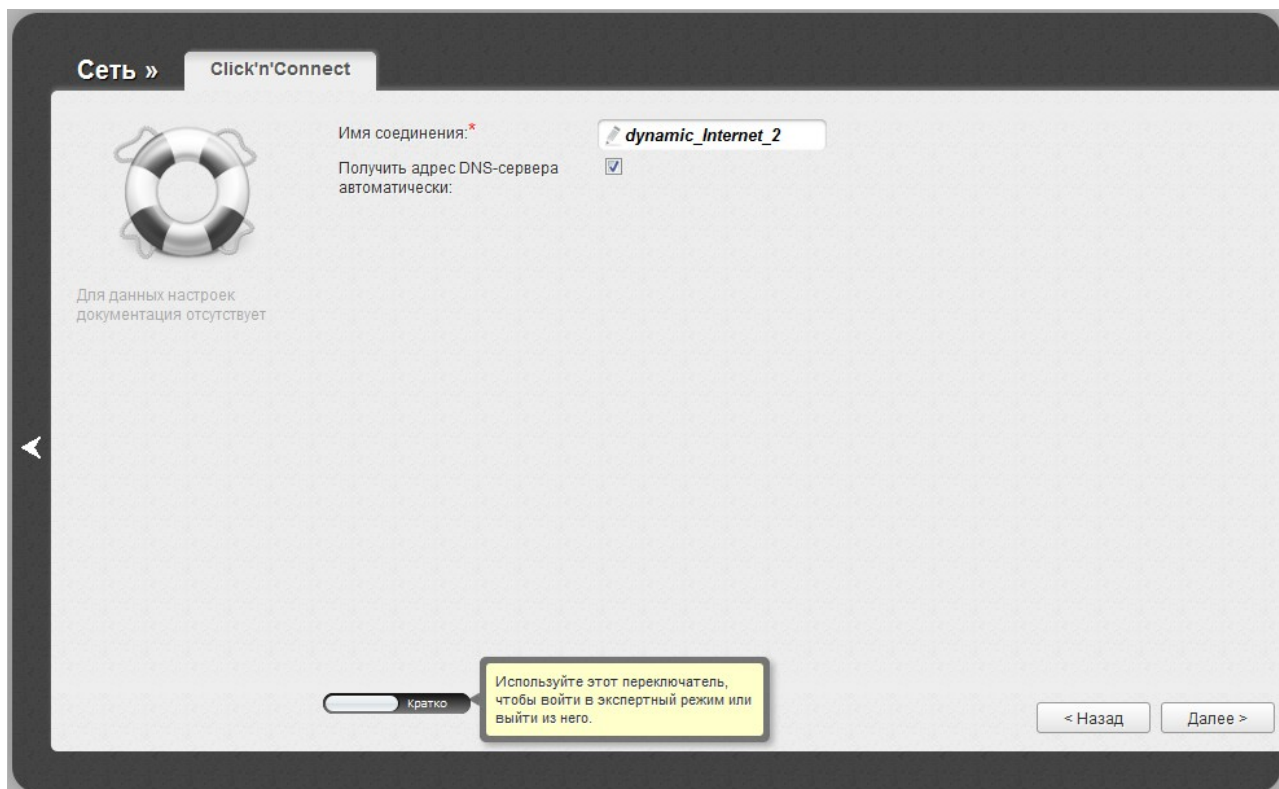 Сеть »
Click'n'Connect
Имя соединения:*
dynamic_Internet_2
Получить адрес DNS-сервера
автоматически:
Для данных настроек
документация отсутствует
Кратко
Используйте этот переключатель,
чтобы войти в экспертный режим или
выйти из него.
< Назад
Далее >